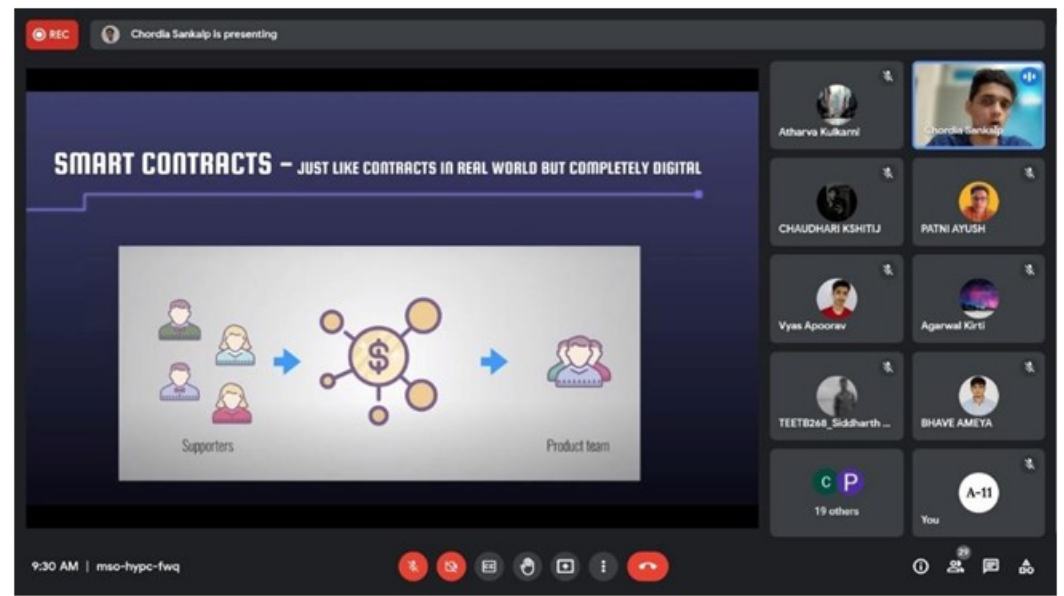 REC
Chordia Sankalp is presenting
SMART CONTRACTS - JUST LIKE CONTRACTS IN REAL WORLD BUT COMPLETELY DIGITAL
$
Supporters
Product team
Atharva Kulkarni
Chordia Sankalp
CHAUDHARI KSHITIJ
PATNI AYUSH
Vyas Apoorav
Agarwal Kirti
TEETB268_Siddharth ...
BHAVE AMEYA
C P
19 others
A-11
You
9:30 AM | mso-hypc-fwq
CC
29